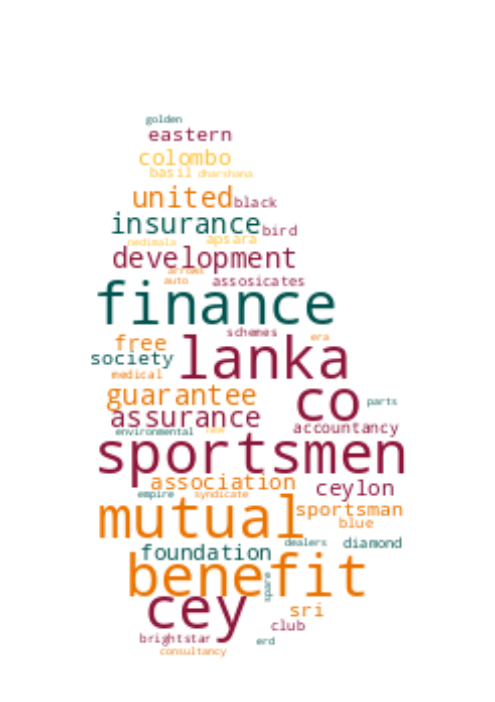 golden
eastern
colombo
basil dharshana
united black
insurance bird
nedimala apsara
development
arrows
auto assosicates
finance
schemes
free era
society lanka
medical
guarantee co parts
assurance accountancy
environmental new
sportsmen
association ceylon
empire syndicate
mutual sportsman
blue
foundation dealers diamond
benefit
spare
cey sri
club
brightstar erd
consultancy